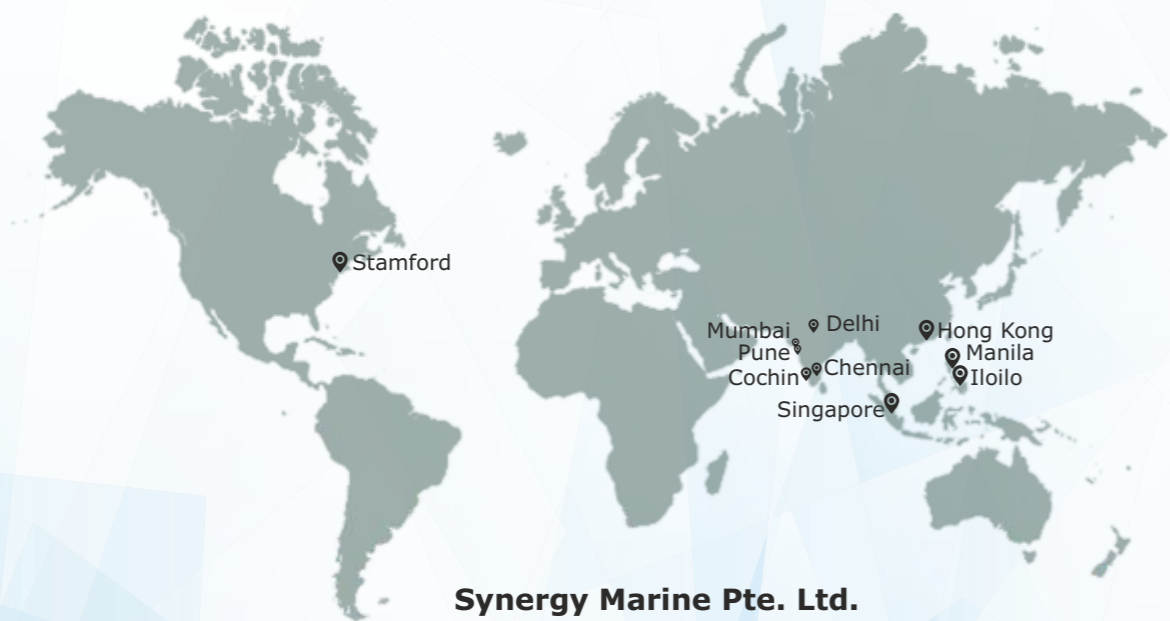 Stamford
Mumbai
Delhi
Hong Kong
Pune
Manila
Cochin
Chennai
Iloilo
Singapore
Synergy Marine Pte. Ltd.